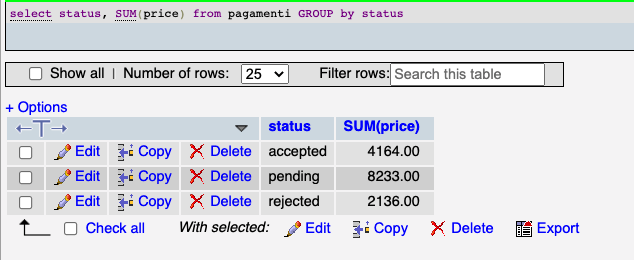 select status, SUM(price) from pagamenti GROUP by status
Show all | Number of rows: 25 Filter rows: Search this table
+ Options
←T→ status SUM(price)
Edit Copy Delete accepted 4164.00
Edit Copy Delete pending 8233.00
Edit Copy Delete rejected 2136.00
Check all With selected: Edit Copy Delete Export